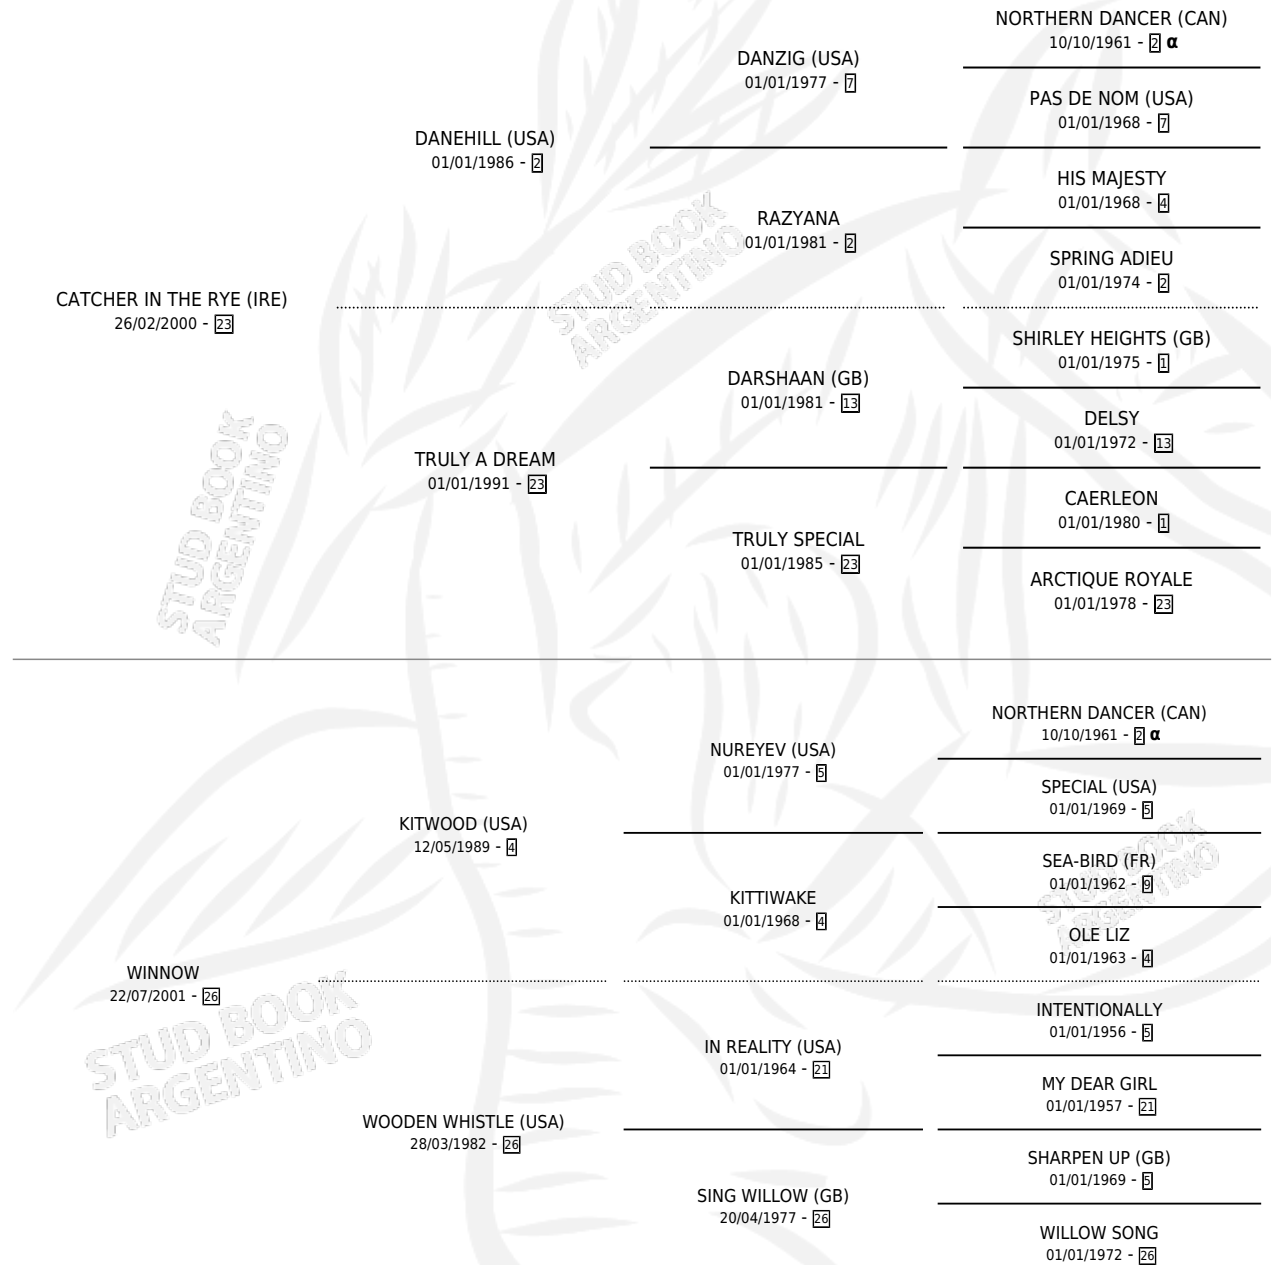 NORTHERN DANCER (CAN)
10/10/1961 - 2 α
DANZIG (USA)
01/01/1977 - 7
PAS DE NOM (USA)
01/01/1968 - 7
DANEHILL (USA)
01/01/1986 - 2
HIS MAJESTY
01/01/1968 - 4
RAZYANA
01/01/1981 - 2
SPRING ADIEU
01/01/1974 - 2
CATCHER IN THE RYE (IRE)
26/02/2000 - 23
SHIRLEY HEIGHTS (GB)
01/01/1975 - 1
DARSHAAN (GB)
01/01/1981 - 13
DELSY
01/01/1972 - 13
TRULY A DREAM
01/01/1991 - 23
CAERLEON
01/01/1980 - 1
TRULY SPECIAL
01/01/1985 - 23
ARCTIQUE ROYALE
01/01/1978 - 23
STUD BOOK
ARGENTINO
STUD BOOK
ARGENTINO
NORTHERN DANCER (CAN)
10/10/1961 - 2 α
NUREYEV (USA)
01/01/1977 - 5
SPECIAL (USA)
01/01/1969 - 5
KITWOOD (USA)
12/05/1989 - 4
SEA-BIRD (FR)
01/01/1962 - 9
KITTIWAKE
01/01/1968 - 4
OLE LIZ
01/01/1963 - 4
WINNOW
22/07/2001 - 26
INTENTIONALLY
01/01/1956 - 5
IN REALITY (USA)
01/01/1964 - 21
MY DEAR GIRL
01/01/1957 - 21
WOODEN WHISTLE (USA)
28/03/1982 - 26
SHARPEN UP (GB)
01/01/1969 - 5
SING WILLOW (GB)
20/04/1977 - 26
WILLOW SONG
01/01/1972 - 26
STUD BOOK
ARGENTINO
STUD BOOK
ARGENTINO